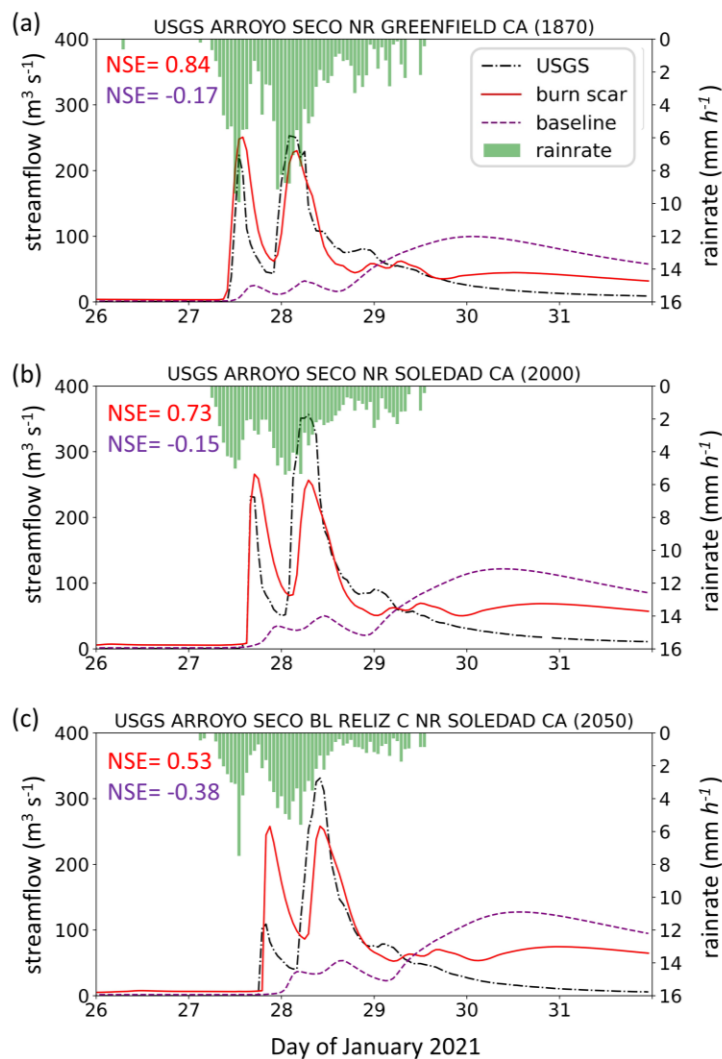 (a)
USGS ARROYO SECO NR GREENFIELD CA (1870)
NSE= 0.84
NSE= -0.17
USGS
burn scar
baseline
rainrate
streamflow (m³ s⁻¹)
400
300
200
100
0
rainrate (mm h⁻¹)
0
2
4
6
8
10
12
14
16
26 27 28 29 30 31
(b)
USGS ARROYO SECO NR SOLEDAD CA (2000)
NSE= 0.73
NSE= -0.15
streamflow (m³ s⁻¹)
400
300
200
100
0
rainrate (mm h⁻¹)
0
2
4
6
8
10
12
14
16
26 27 28 29 30 31
(c)
USGS ARROYO SECO BL RELIZ C NR SOLEDAD CA (2050)
NSE= 0.53
NSE= -0.38
streamflow (m³ s⁻¹)
400
300
200
100
0
rainrate (mm h⁻¹)
0
2
4
6
8
10
12
14
16
26 27 28 29 30 31
Day of January 2021